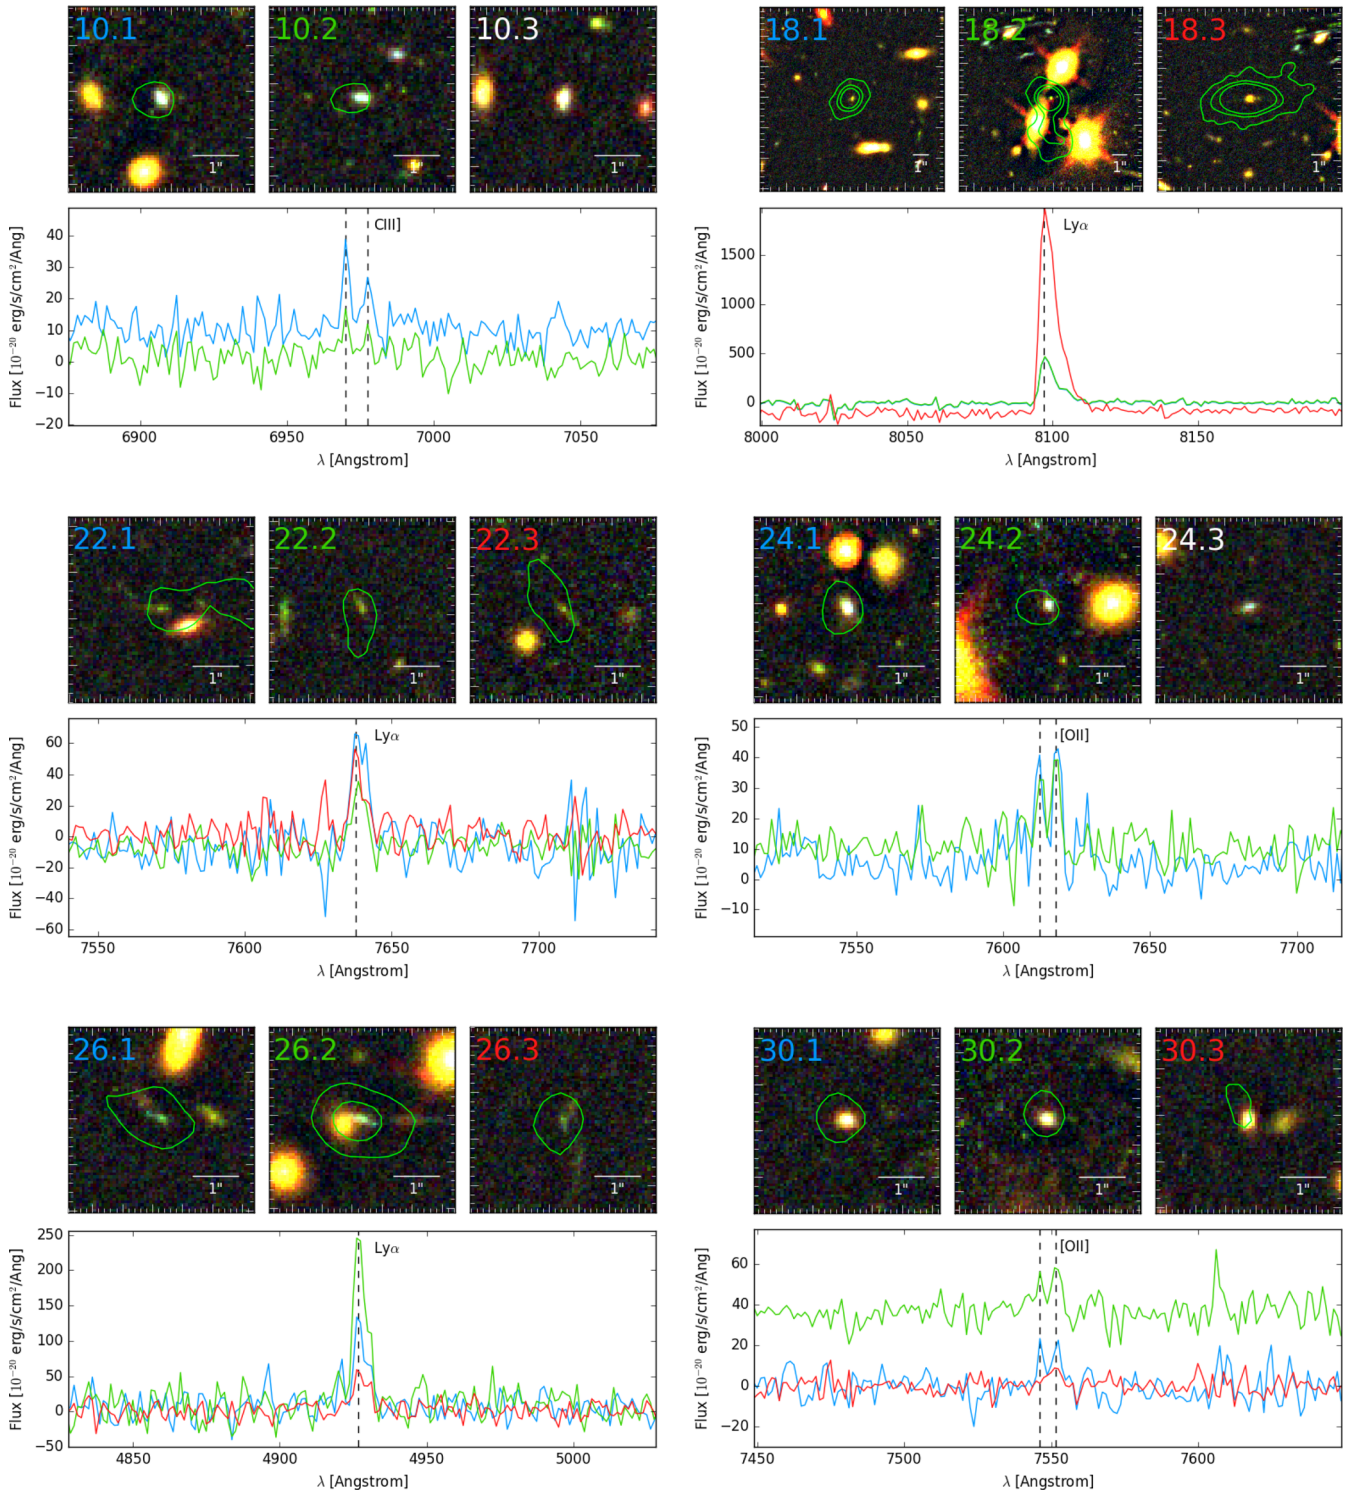 10.1 10.2 10.3
1" 1" 1"
CIII]
Flux [10⁻²⁰ erg/s/cm²/Ang]
40
30
20
10
0
−10
−20
6900 6950 7000 7050
λ [Angstrom]
18.1 18.2 18.3
1" 1" 1"
Lyα
Flux [10⁻²⁰ erg/s/cm²/Ang]
1500
1000
500
0
8000 8050 8100 8150
λ [Angstrom]
22.1 22.2 22.3
1" 1" 1"
Lyα
Flux [10⁻²⁰ erg/s/cm²/Ang]
60
40
20
0
−20
−40
−60
7550 7600 7650 7700
λ [Angstrom]
24.1 24.2 24.3
1" 1" 1"
[OII]
Flux [10⁻²⁰ erg/s/cm²/Ang]
50
40
30
20
10
0
−10
7550 7600 7650 7700
λ [Angstrom]
26.1 26.2 26.3
1" 1" 1"
Lyα
Flux [10⁻²⁰ erg/s/cm²/Ang]
250
200
150
100
50
0
−50
4850 4900 4950 5000
λ [Angstrom]
30.1 30.2 30.3
1" 1" 1"
[OII]
Flux [10⁻²⁰ erg/s/cm²/Ang]
60
40
20
0
−20
7450 7500 7550 7600
λ [Angstrom]